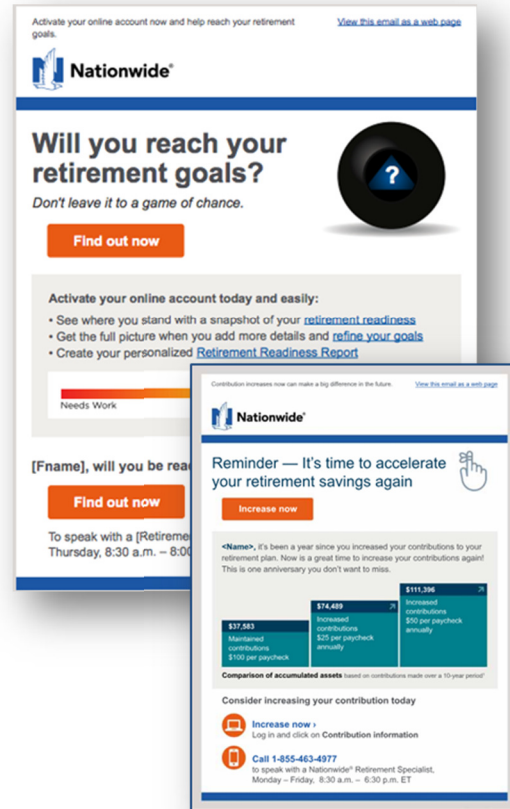 Activate your online account now and help reach your retirement
goals.
View this email as a web page
Nationwide®
Will you reach your
retirement goals?
Don't leave it to a game of chance.
?
Find out now
Activate your online account today and easily:
• See where you stand with a snapshot of your retirement readiness
• Get the full picture when you add more details and refine your goals
• Create your personalized Retirement Readiness Report
Needs Work
[Fname], will you be rea
Find out now
To speak with a [Retireme
Thursday, 8:30 a.m. – 8:00
Contribution increases now can make a big difference in the future.
View this email as a web page
Nationwide®
Reminder — It's time to accelerate
your retirement savings again
Increase now
<Name>, it's been a year since you increased your contributions to your
retirement plan. Now is a great time to increase your contributions again!
This is one anniversary you don't want to miss.
$37,583
Maintained
contributions
$100 per paycheck
$74,489
Increased
contributions
$25 per paycheck
annually
$111,396
Increased
contributions
$50 per paycheck
annually
Comparison of accumulated assets based on contributions made over a 10-year period*
Consider increasing your contribution today
Increase now ›
Log in and click on Contribution information
Call 1-855-463-4977
to speak with a Nationwide® Retirement Specialist,
Monday – Friday, 8:30 a.m. – 6:30 p.m. ET